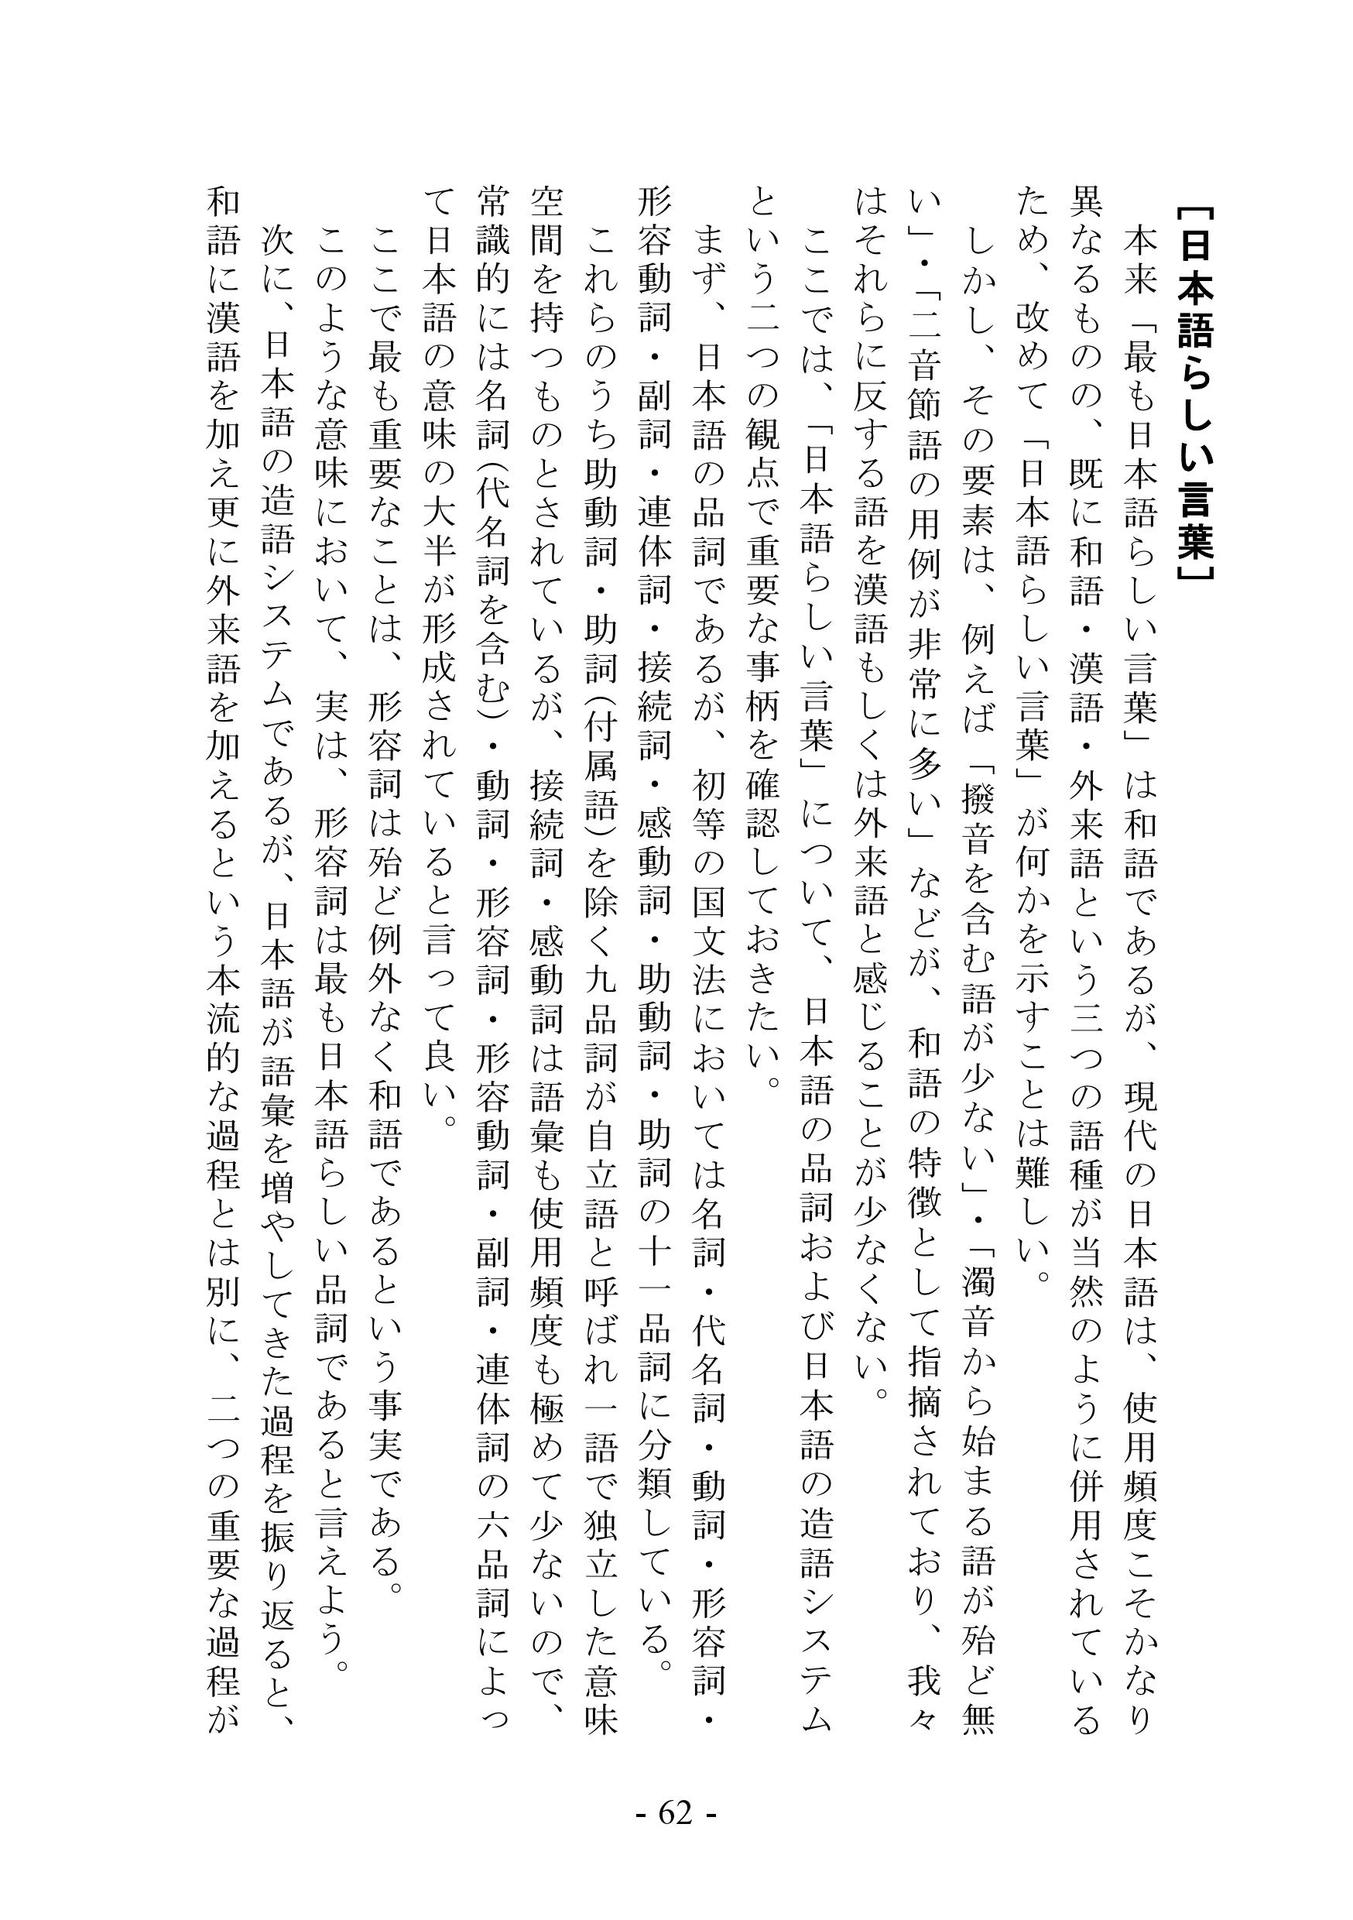 ［日本語らしい言葉］
本来「最も日本語らしい言葉」は和語であるが、現代の日本語は、使用頻度こそかなり
異なるものの、既に和語・漢語・外来語という三つの語種が当然のように併用されている
ため、改めて「日本語らしい言葉」が何かを示すことは難しい。
しかし、その要素は、例えば「撥音を含む語が少ない」・「濁音から始まる語が殆ど無
い」・「二音節語の用例が非常に多い」などが、和語の特徴として指摘されており、我々
はそれらに反する語を漢語もしくは外来語と感じることが少なくない。
ここでは、「日本語らしい言葉」について、日本語の品詞および日本語の造語システム
という二つの観点で重要な事柄を確認しておきたい。
まず、日本語の品詞であるが、初等の国文法においては名詞・代名詞・動詞・形容詞・
形容動詞・副詞・連体詞・接続詞・感動詞・助動詞・助詞の十一品詞に分類している。
これらのうち助動詞・助詞（付属語）を除く九品詞が自立語と呼ばれ一語で独立した意味
空間を持つものとされているが、接続詞・感動詞は語彙も使用頻度も極めて少ないので、
常識的には名詞（代名詞を含む）・動詞・形容詞・形容動詞・副詞・連体詞の六品詞によっ
て日本語の意味の大半が形成されていると言って良い。
ここで最も重要なことは、形容詞は殆ど例外なく和語であるという事実である。
このような意味において、実は、形容詞は最も日本語らしい品詞であると言えよう。
次に、日本語の造語システムであるが、日本語が語彙を増やしてきた過程を振り返ると、
和語に漢語を加え更に外来語を加えるという本流的な過程とは別に、二つの重要な過程が
- 62 -